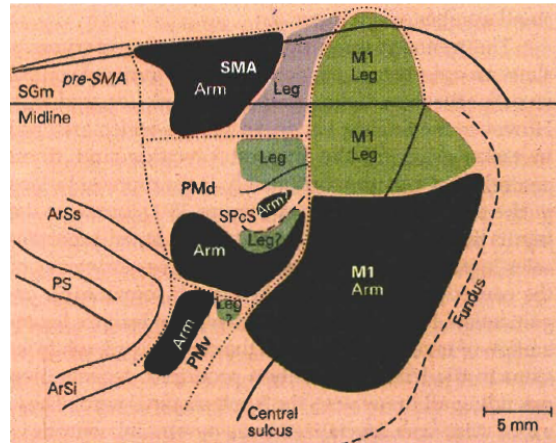 pre-SMA
SMA
Arm
Leg
M1
Leg
SGm
Midline
M1
Leg
Leg
PMd
Arm
SPcS
Leg?
Arm
ArSs
PS
ArSi
M1
Arm
Leg
?
Arm
PMv
Fundus
Central
sulcus
5 mm